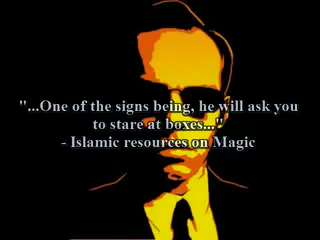 "...One of the signs being, he will ask you
to stare at boxes..."
- Islamic resources on Magic